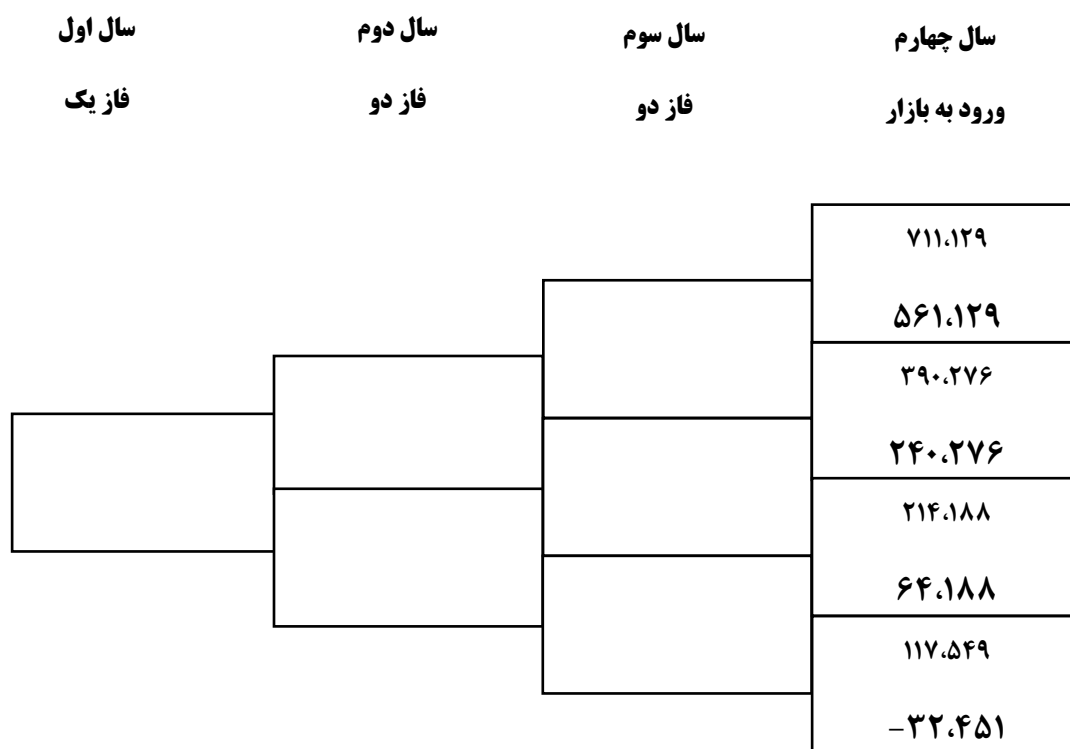 سال اول
سال دوم
سال سوم
سال چهارم
فاز یک
فاز دو
فاز دو
ورود به بازار
۷۱۱،۱۲۹
۵۶۱،۱۲۹
۳۹۰،۲۷۶
۲۴۰،۲۷۶
۲۱۴،۱۸۸
۶۴،۱۸۸
۱۱۷،۵۴۹
-۳۲،۴۵۱